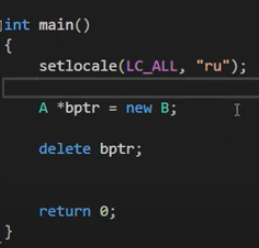 int main()
{
setlocale(LC_ALL, "ru");
A *bptr = new B;
delete bptr;
return 0;
}